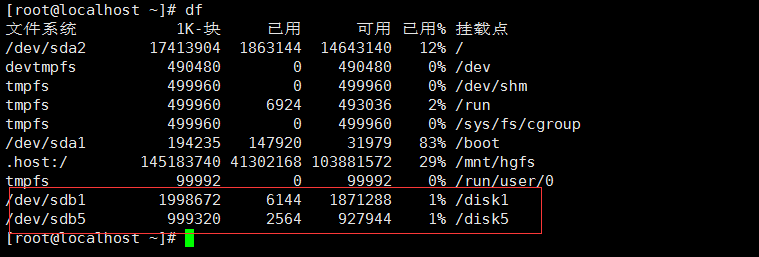 [root@localhost ~]# df
文件系统 1K-块 已用 可用 已用% 挂载点
/dev/sda2 17413904 1863144 14643140 12% /
devtmpfs 490480 0 490480 0% /dev
tmpfs 499960 0 499960 0% /dev/shm
tmpfs 499960 6924 493036 2% /run
tmpfs 499960 0 499960 0% /sys/fs/cgroup
/dev/sda1 194235 147920 31979 83% /boot
.host:/ 145183740 41302168 103881572 29% /mnt/hgfs
tmpfs 99992 0 99992 0% /run/user/0
/dev/sdb1 1998672 6144 1871288 1% /disk1
/dev/sdb5 999320 2564 927944 1% /disk5
[root@localhost ~]#